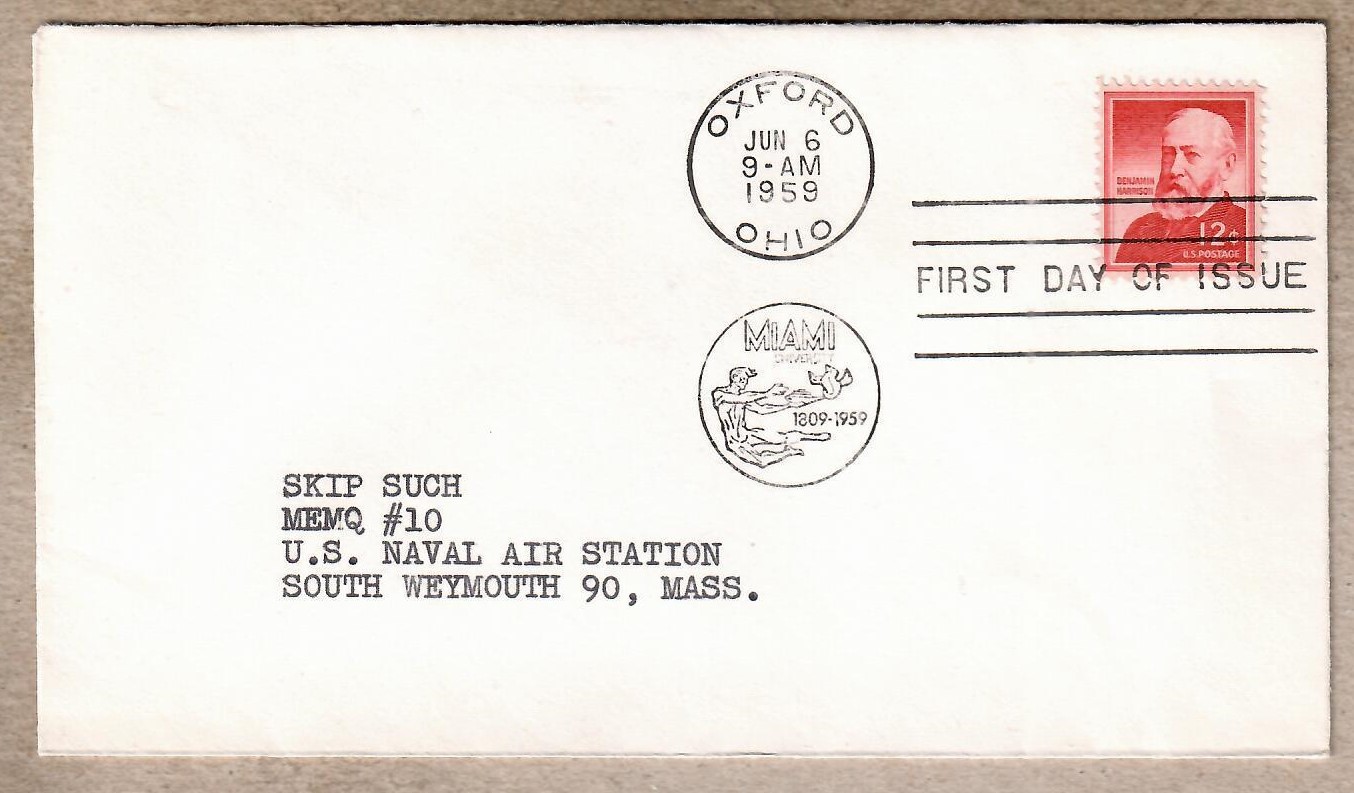 OXFORD
JUN 6
9-AM
1959
OHIO
BENJAMIN
HARRISON
12¢
U.S. POSTAGE
FIRST DAY OF ISSUE
MIAMI
UNIVERSITY
1809-1959
SKIP SUCH
MEMQ #10
U.S. NAVAL AIR STATION
SOUTH WEYMOUTH 90, MASS.